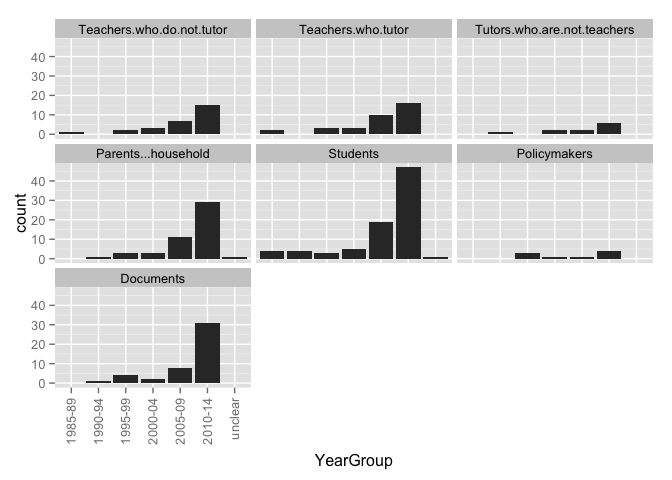 Teachers.who.do.not.tutor
Teachers.who.tutor
Tutors.who.are.not.teachers
40
30
20
10
0
Parents...household
Students
Policymakers
40
30
20
10
0
count
Documents
40
30
20
10
0
1985-89
1990-94
1995-99
2000-04
2005-09
2010-14
unclear
YearGroup